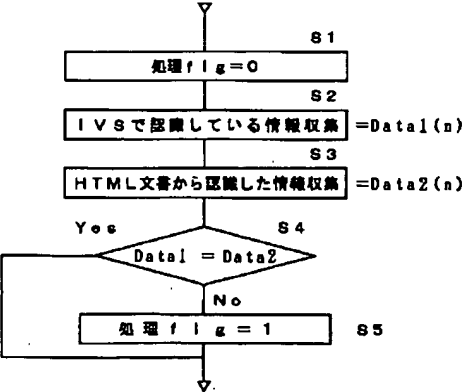 S1
処理flg=0
S2
IVSで認識している情報収集 =Data1(n)
S3
HTML文書から認識した情報収集 =Data2(n)
Yes S4
Data1 =Data2
No
処理flg=1 S5